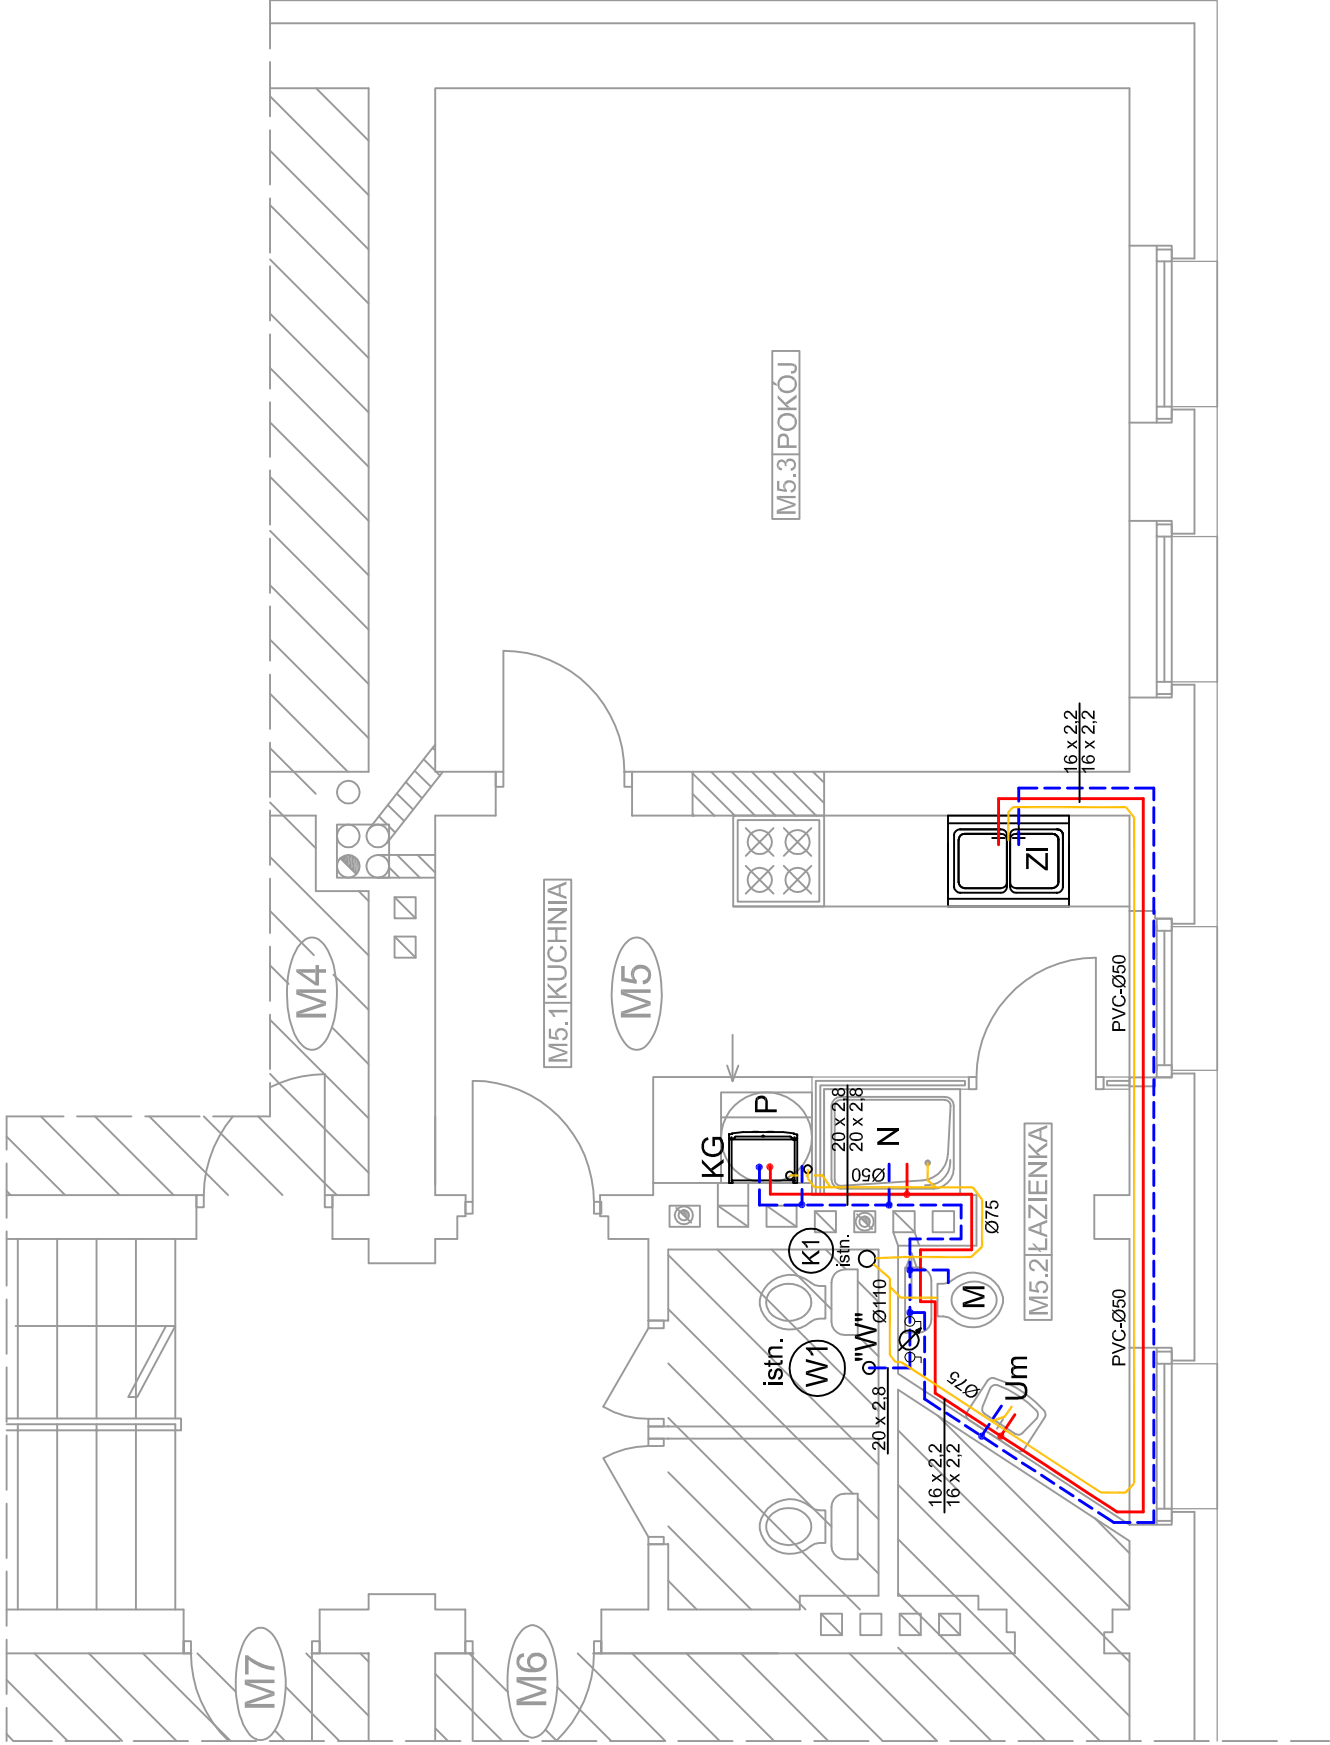 M4
M5.1 KUCHNIA
M5
M5.3 POKÓJ
16 x 2,2
16 x 2,2
ZI
PVC-Ø50
KG
P
20 x 2,8
20 x 2,8
N
Ø50
Ø75
M5.2 ŁAZIENKA
K1
istn.
Ø110
M
istn.
W1
"W"
20 x 2,8
Ø75
Um
16 x 2,2
16 x 2,2
PVC-Ø50
M7
M6